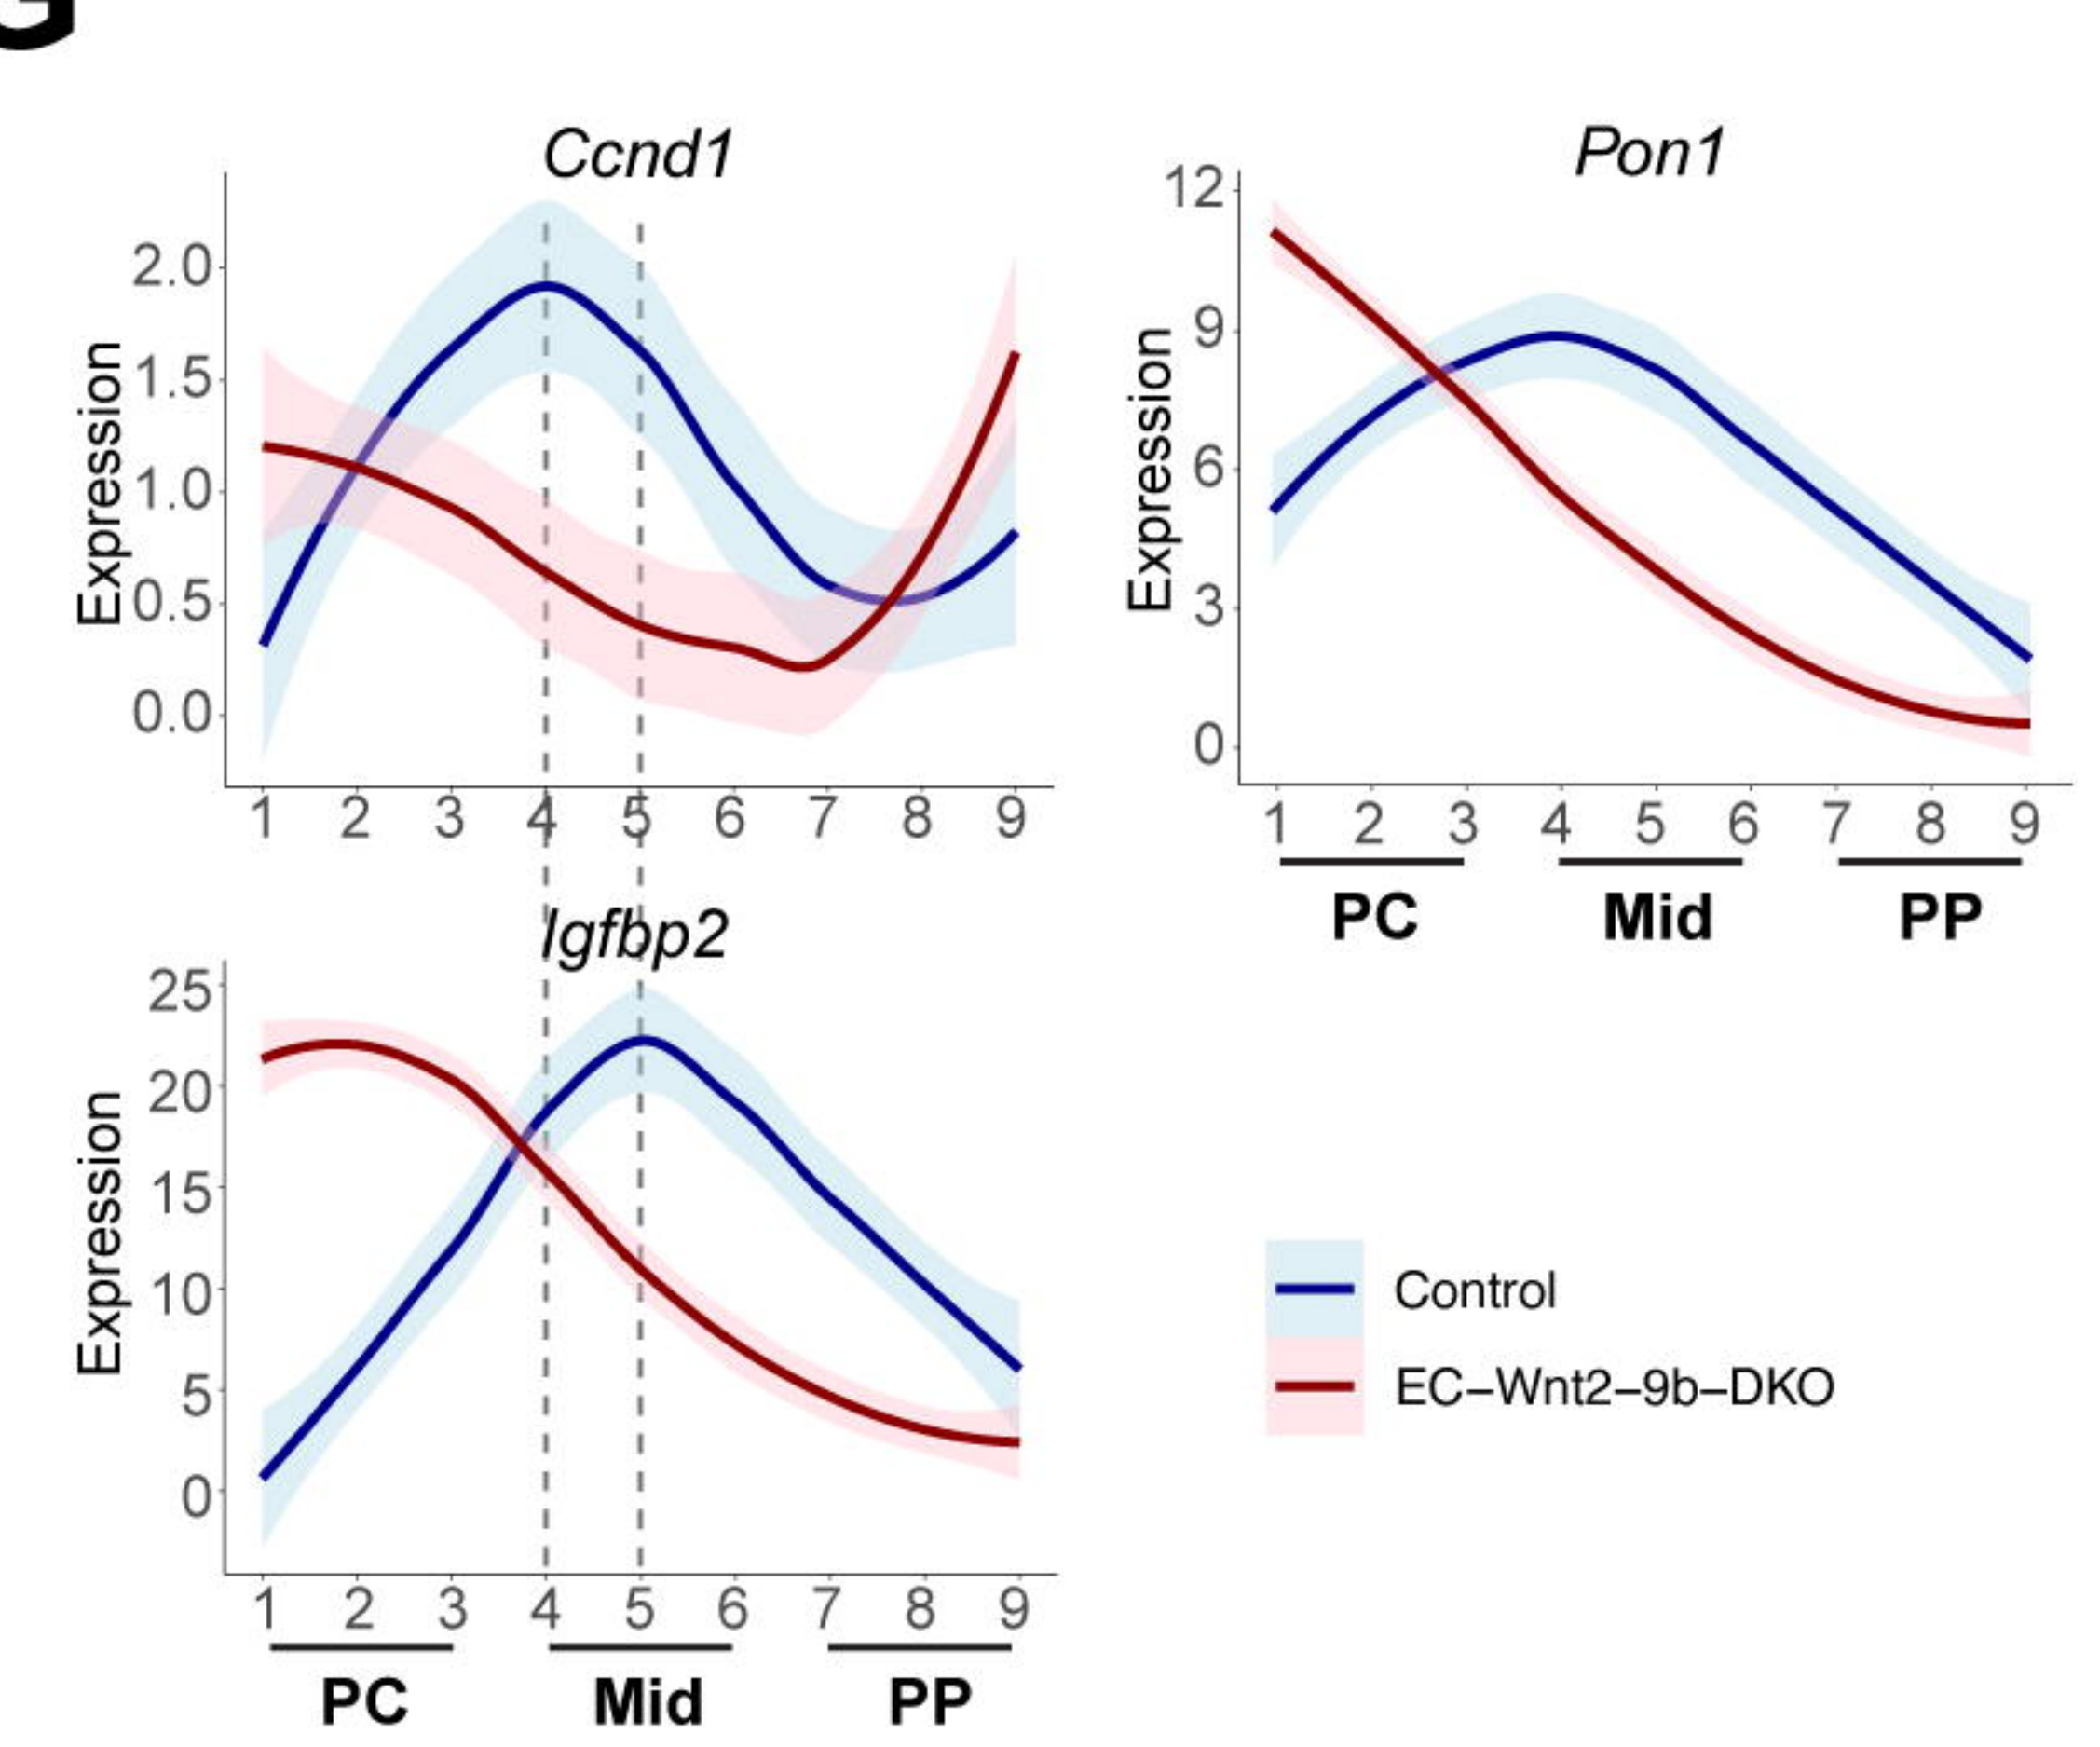 G
Ccnd1
Expression
2.0
1.5
1.0
0.5
0.0
1 2 3 4 5 6 7 8 9
Pon1
Expression
12
9
6
3
0
1 2 3 4 5 6 7 8 9
PC Mid PP
Igfbp2
Expression
25
20
15
10
5
0
1 2 3 4 5 6 7 8 9
PC Mid PP
Control
EC–Wnt2–9b–DKO